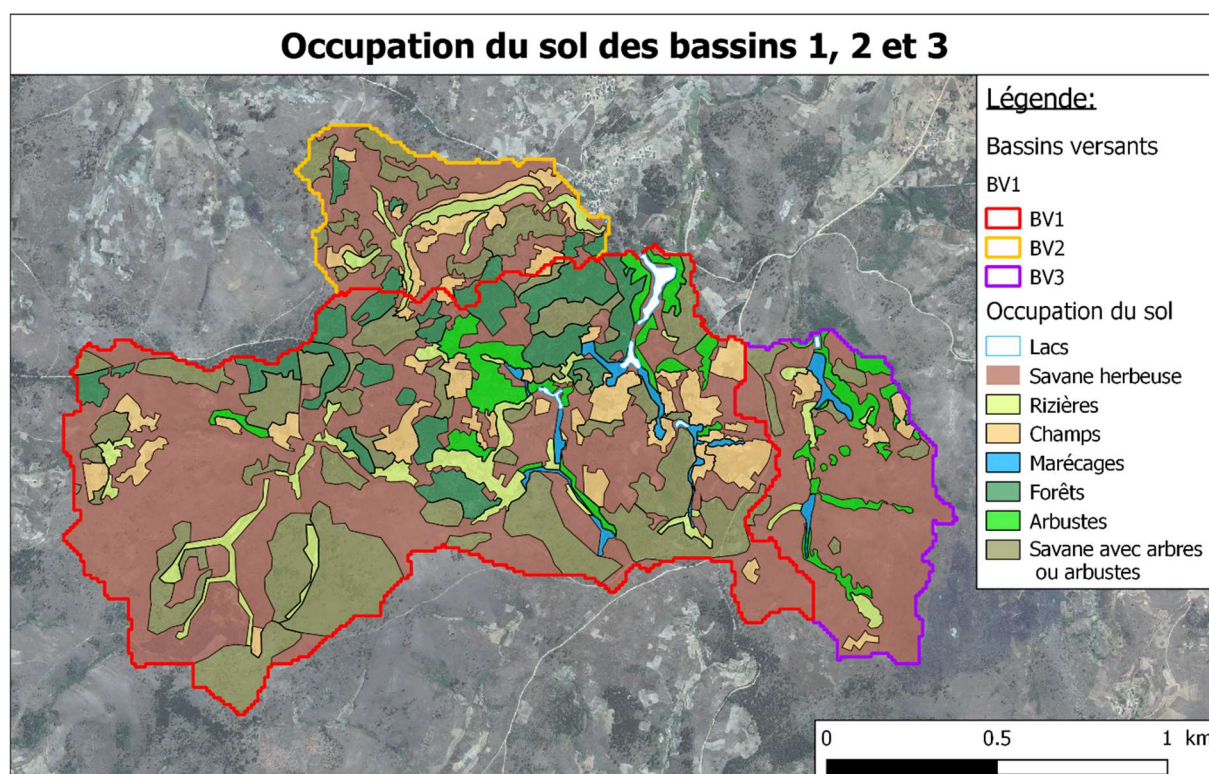 Occupation du sol des bassins 1, 2 et 3
Légende:
Bassins versants
BV1
BV1
BV2
BV3
Occupation du sol
Lacs
Savane herbeuse
Rizières
Champs
Marécages
Forêts
Arbustes
Savane avec arbres
ou arbustes
0 0.5 1 km